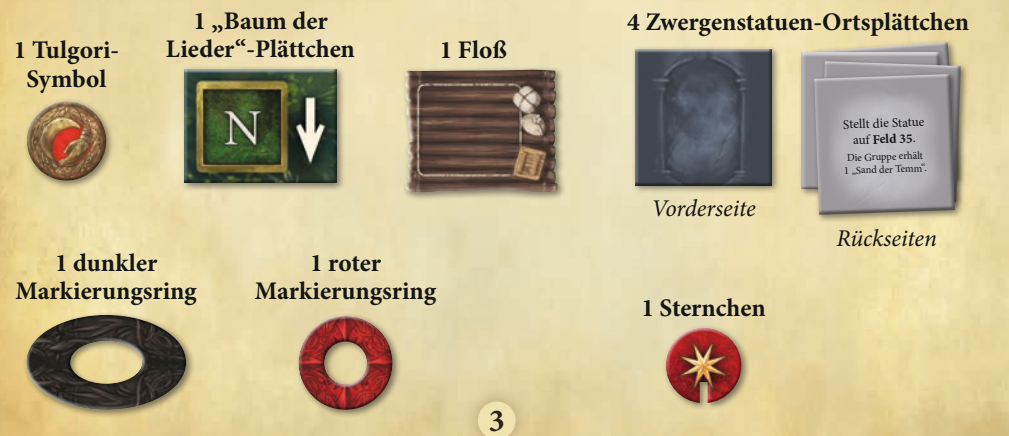 1 Tulgori-
Symbol
1 „Baum der
Lieder“-Plättchen
N
1 Floß
4 Zwergenstatuen-Ortsplättchen
Stellt die Statue
auf Feld 35.
Die Gruppe erhält
1 „Sand der Temm“.
Vorderseite
Rückseiten
1 dunkler
Markierungsring
1 roter
Markierungsring
1 Sternchen
3